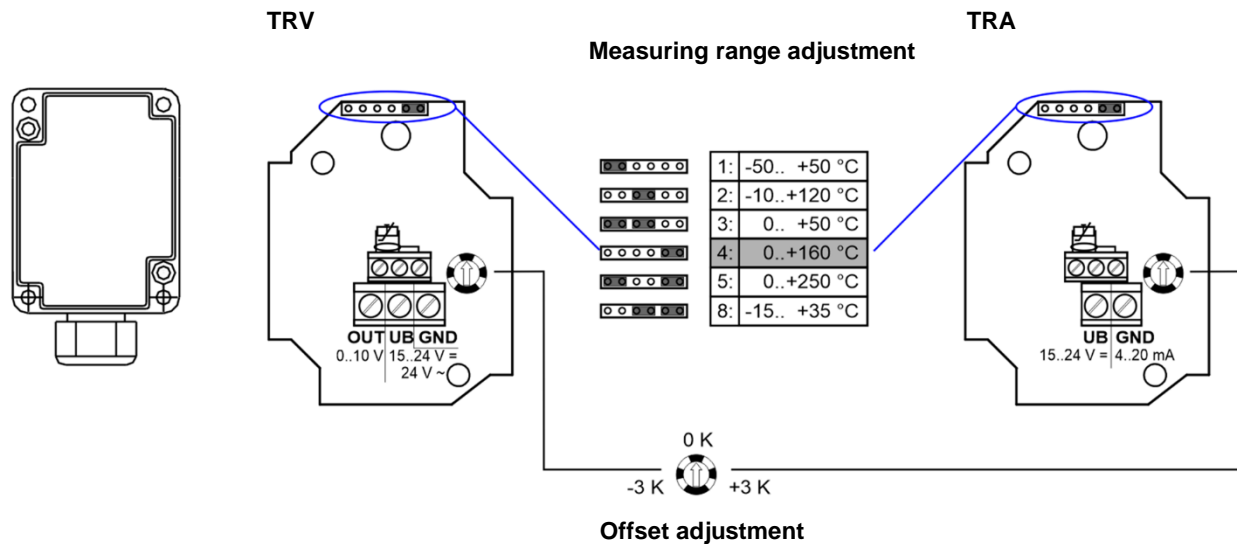 TRV
TRA
Measuring range adjustment
1: -50.. +50 °C
2: -10..+120 °C
3: 0.. +50 °C
4: 0..+160 °C
5: 0..+250 °C
8: -15.. +35 °C
OUT UB GND
0..10 V 15..24 V =
24 V ~
UB GND
15..24 V = 4..20 mA
0 K
-3 K +3 K
Offset adjustment